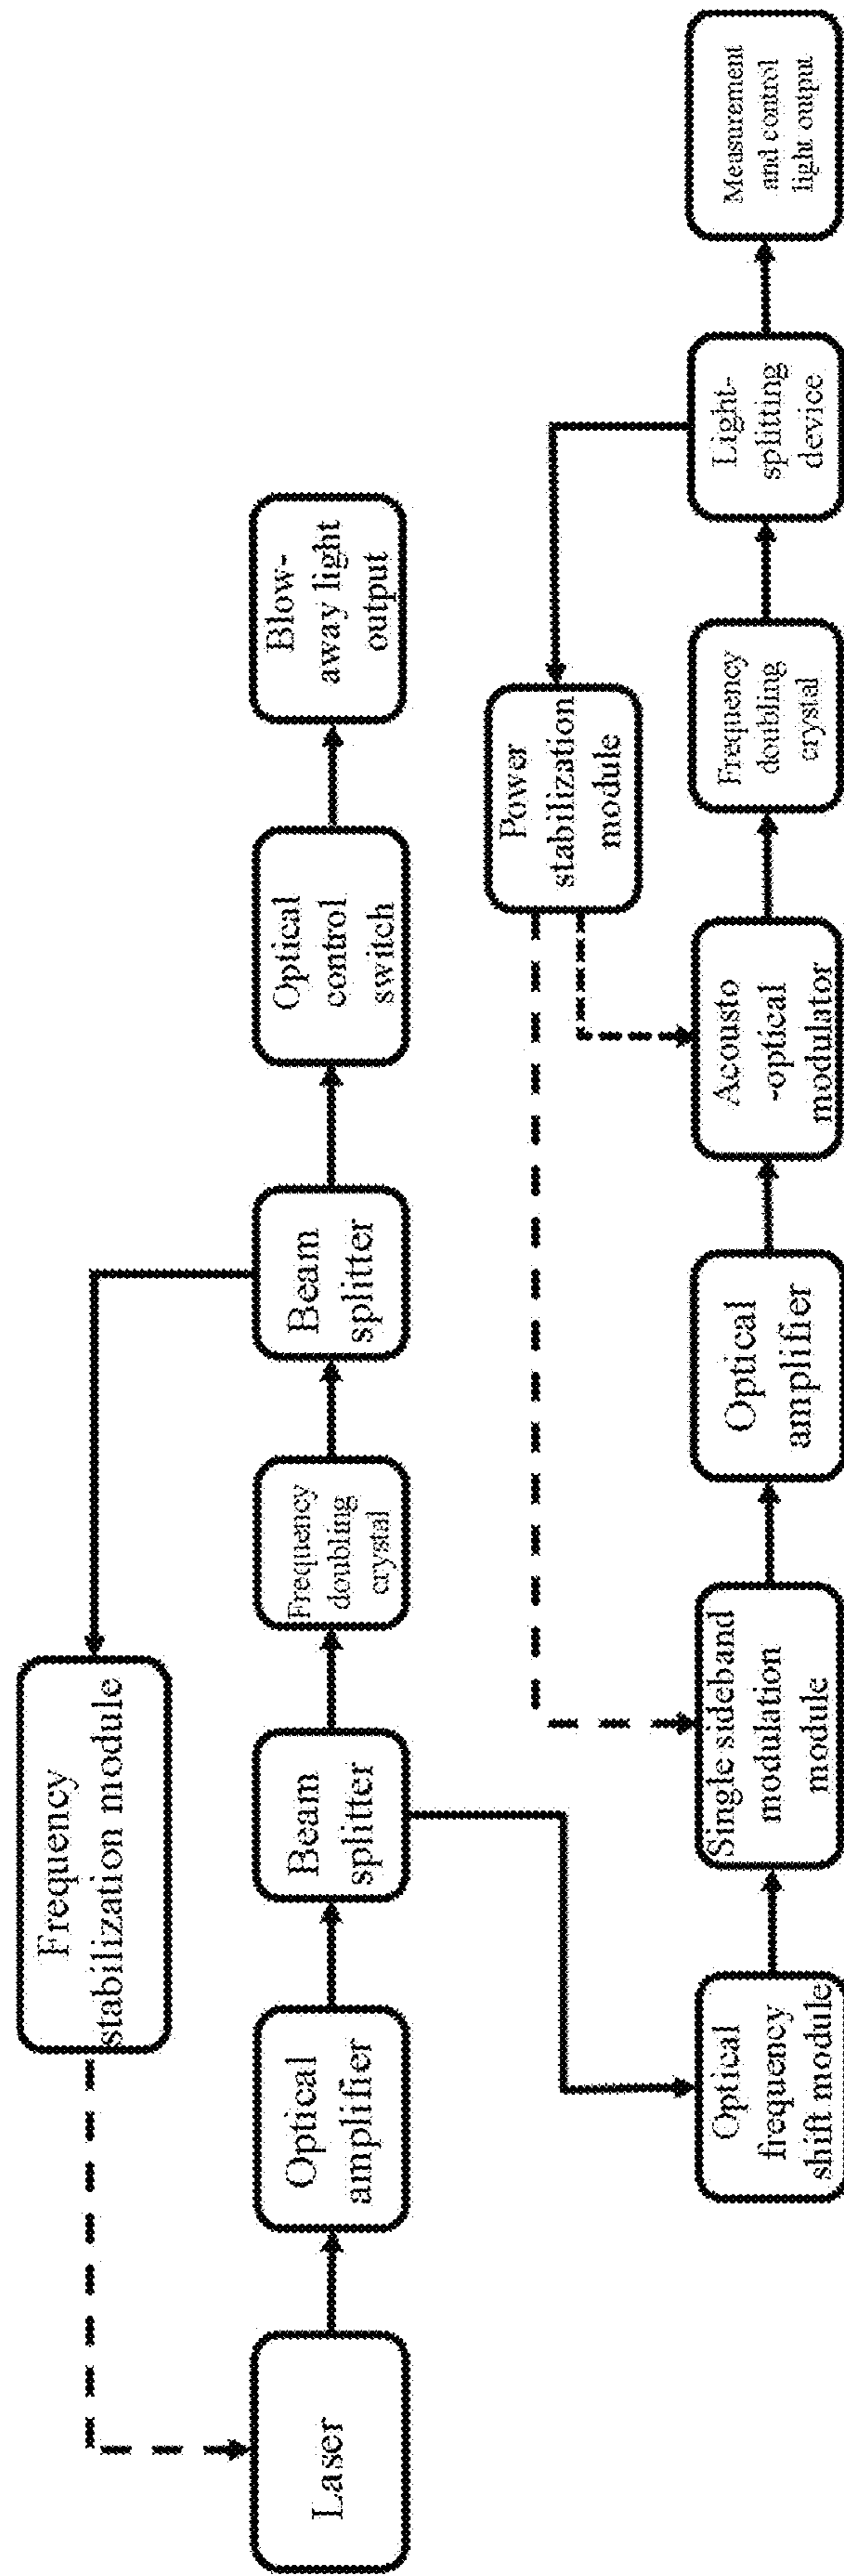 Frequency
stabilization module
Laser
Optical
amplifier
Beam
splitter
Frequency
doubling
crystal
Beam
splitter
Optical
control
switch
Blow-
away light
output
Power
stabilization
module
Optical
frequency
shift module
Single sideband
modulation
module
Optical
amplifier
Acousto
-optical
modulator
Frequency
doubling
crystal
Light-
splitting
device
Measurement
and control
light output